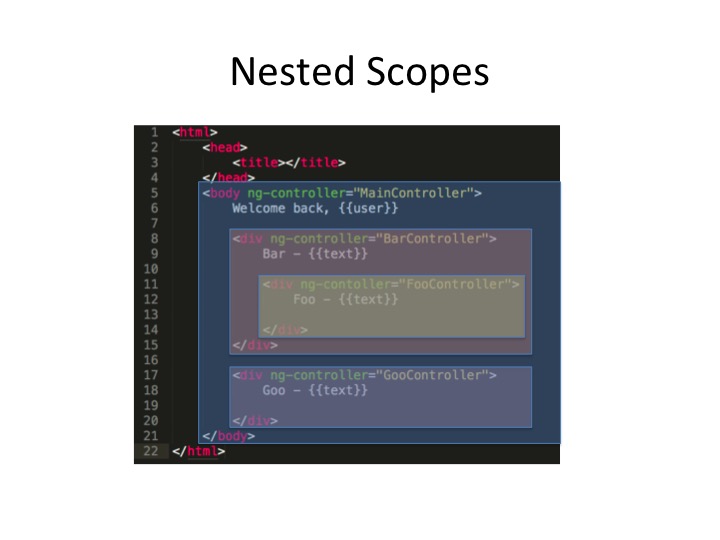 Nested Scopes
1 <html>
2 <head>
3 <title></title>
4 </head>
5 <body ng-controller="MainController">
6 Welcome back, {{user}}
7
8 <div ng-controller="BarController">
9 Bar – {{text}}
10
11 <div ng-contoller="FooController">
12 Foo – {{text}}
13
14 </div>
15 </div>
16
17 <div ng-controller="GooController">
18 Goo – {{text}}
19
20 </div>
21 </body>
22 </html>